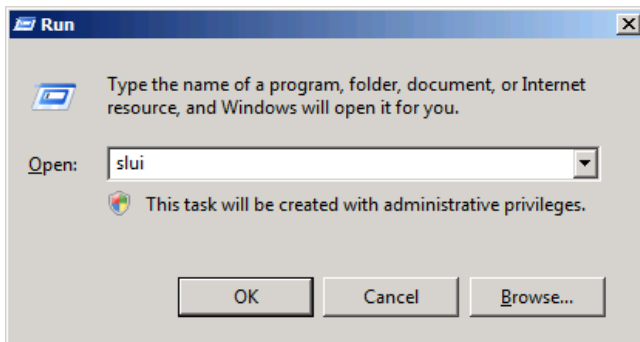 Run
Type the name of a program, folder, document, or Internet
resource, and Windows will open it for you.
Open: slui
This task will be created with administrative privileges.
OK Cancel Browse...